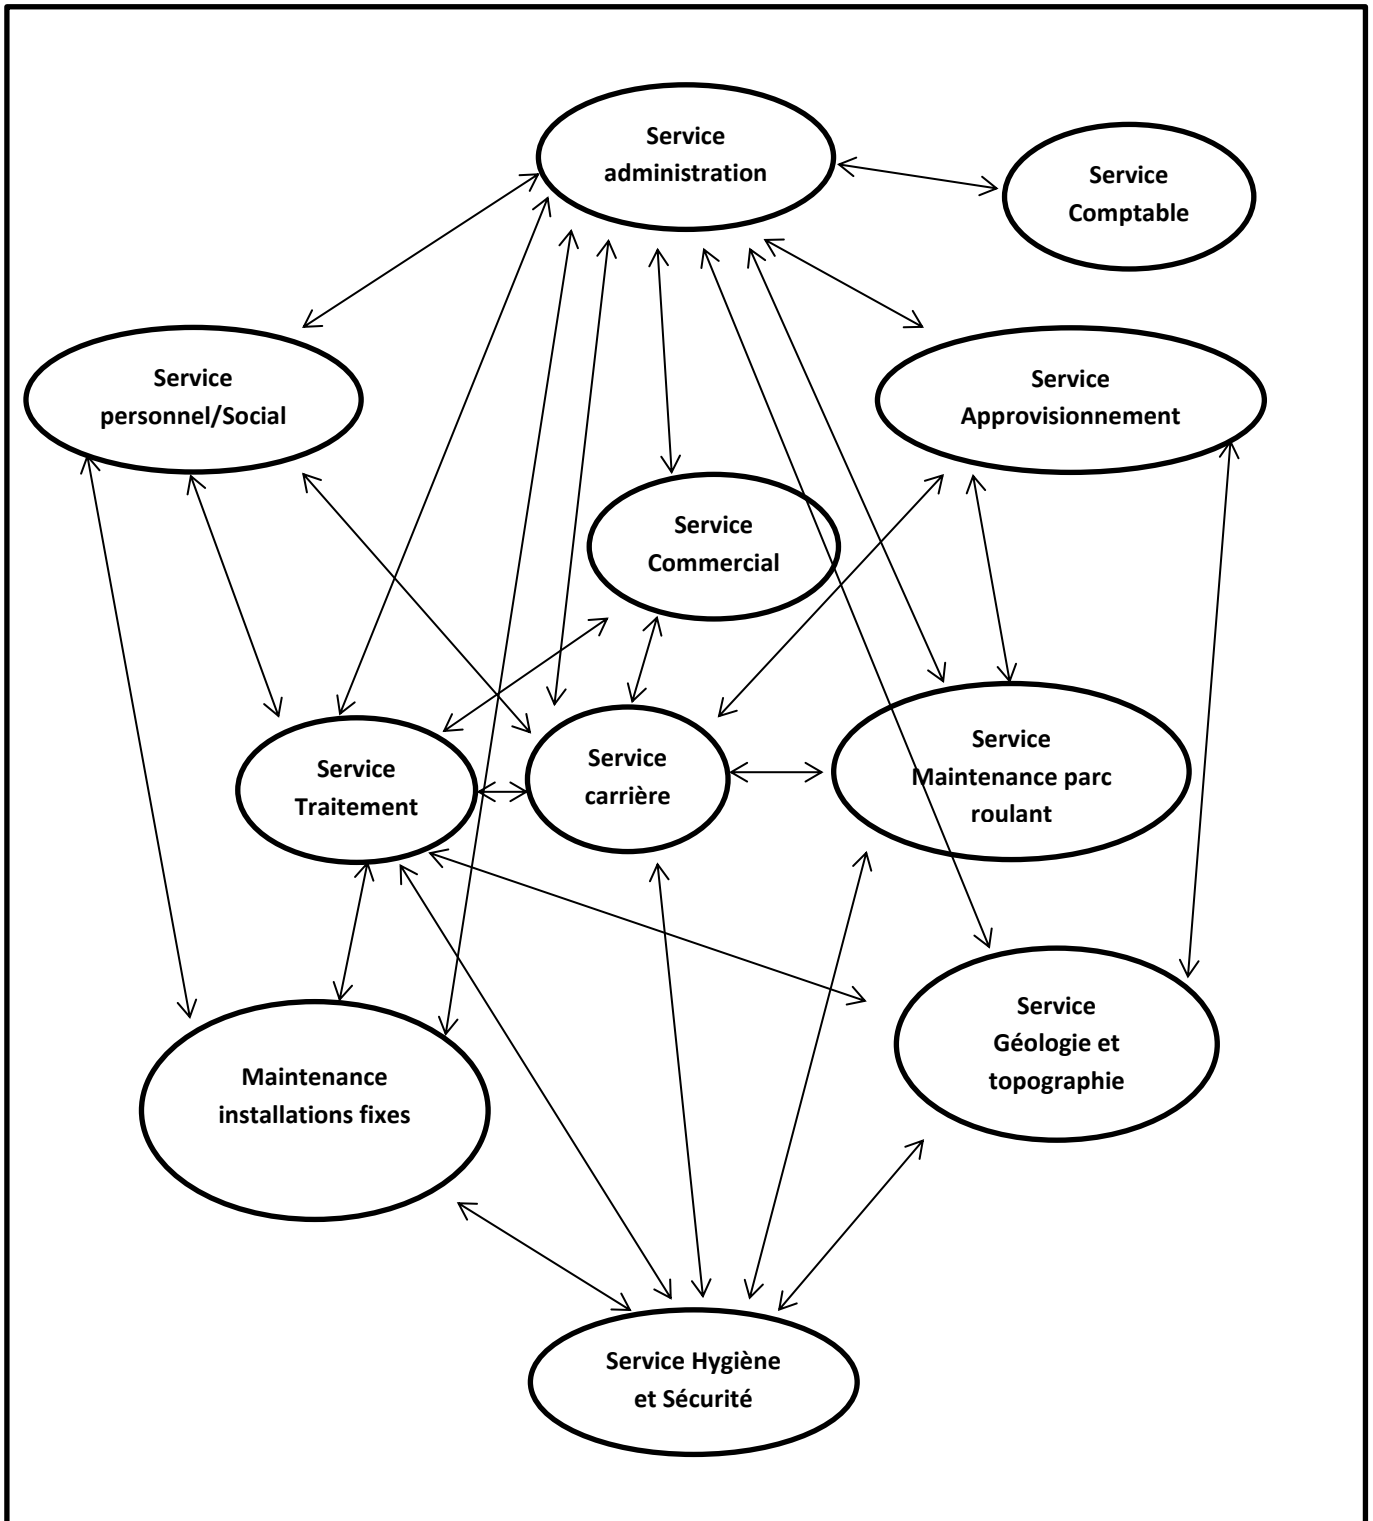 Service
administration
Service
Comptable
Service
personnel/Social
Service
Approvisionnement
Service
Commercial
Service
Traitement
Service
carrière
Service
Maintenance parc
roulant
Maintenance
installations fixes
Service
Géologie et
topographie
Service Hygiène
et Sécurité